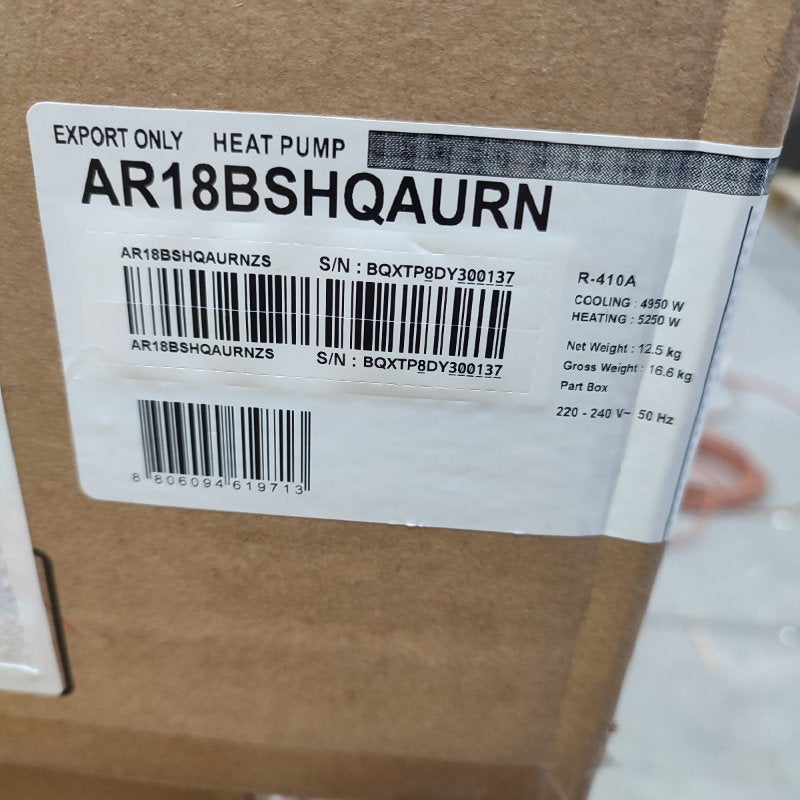 EXPORT ONLY HEAT PUMP
AR18BSHQAURN
AR18BSHQAURNZS S/N : BQXTP8DY300137
AR18BSHQAURNZS S/N : BQXTP8DY300137
8 806094 619713
R-410A
COOLING : 4950 W
HEATING : 5250 W
Net Weight : 12.5 kg
Gross Weight : 16.6 kg
Part Box
220 - 240 V~ 50 Hz